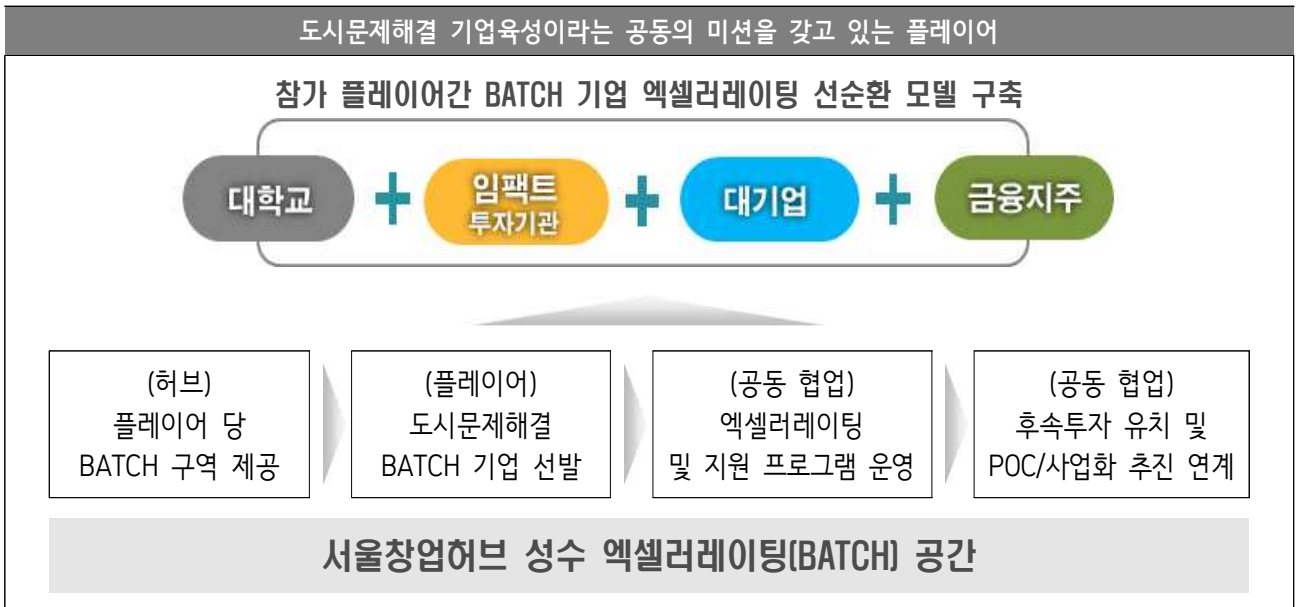 도시문제해결 기업육성이라는 공동의 미션을 갖고 있는 플레이어
참가 플레이어간 BATCH 기업 엑셀러레이팅 선순환 모델 구축
대학교
임팩트
투자기관
대기업
금융지주
(허브)
플레이어 당
BATCH 구역 제공
(플레이어)
도시문제해결
BATCH 기업 선발
(공동 협업)
엑셀러레이팅
및 지원 프로그램 운영
(공동 협업)
후속투자 유치 및
POC/사업화 추진 연계
서울창업허브 성수 엑셀러레이팅(BATCH) 공간